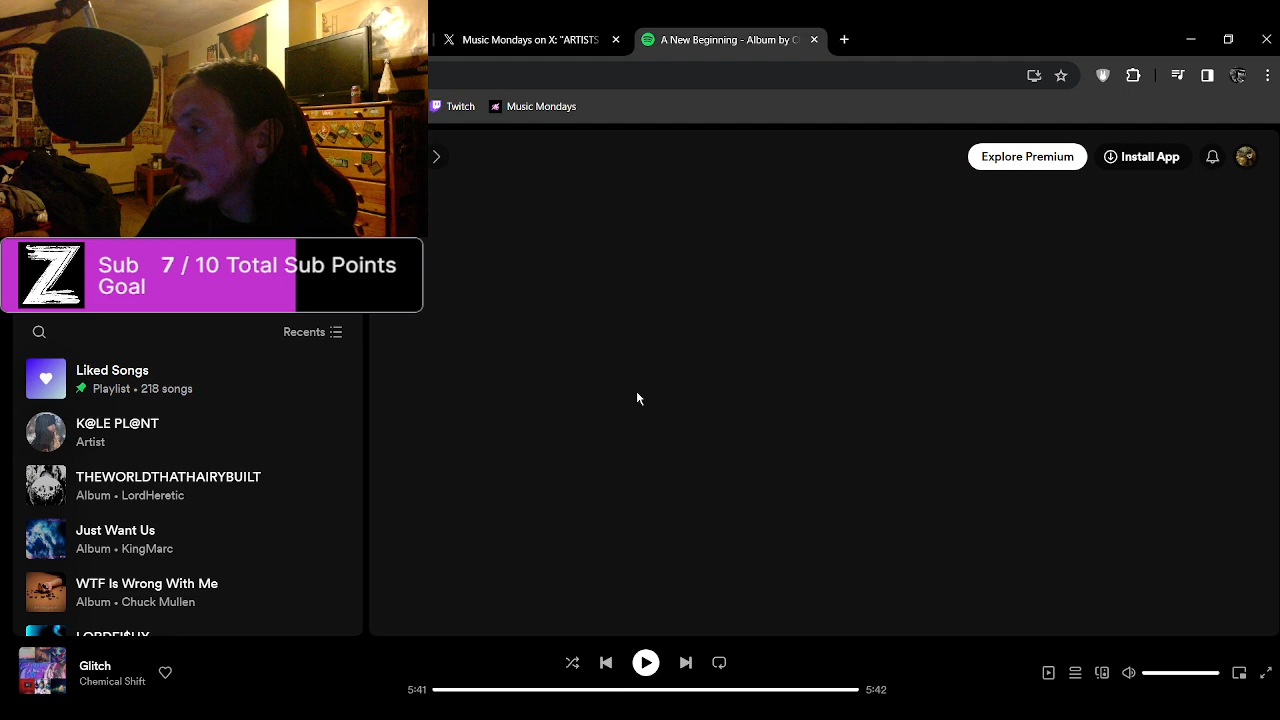 Music Mondays on X: "ARTISTS
A New Beginning - Album by C
Twitch
Music Mondays
Explore Premium
Install App
Z
Sub Goal
7 / 10 Total Sub Points
Recents
Liked Songs
Playlist • 218 songs
K@LE PL@NT
Artist
THEWORLDTHATHAIRYBUILT
Album • LordHeretic
Just Want Us
Album • KingMarc
WTF Is Wrong With Me
Album • Chuck Mullen
Glitch
Chemical Shift
5:41
5:42